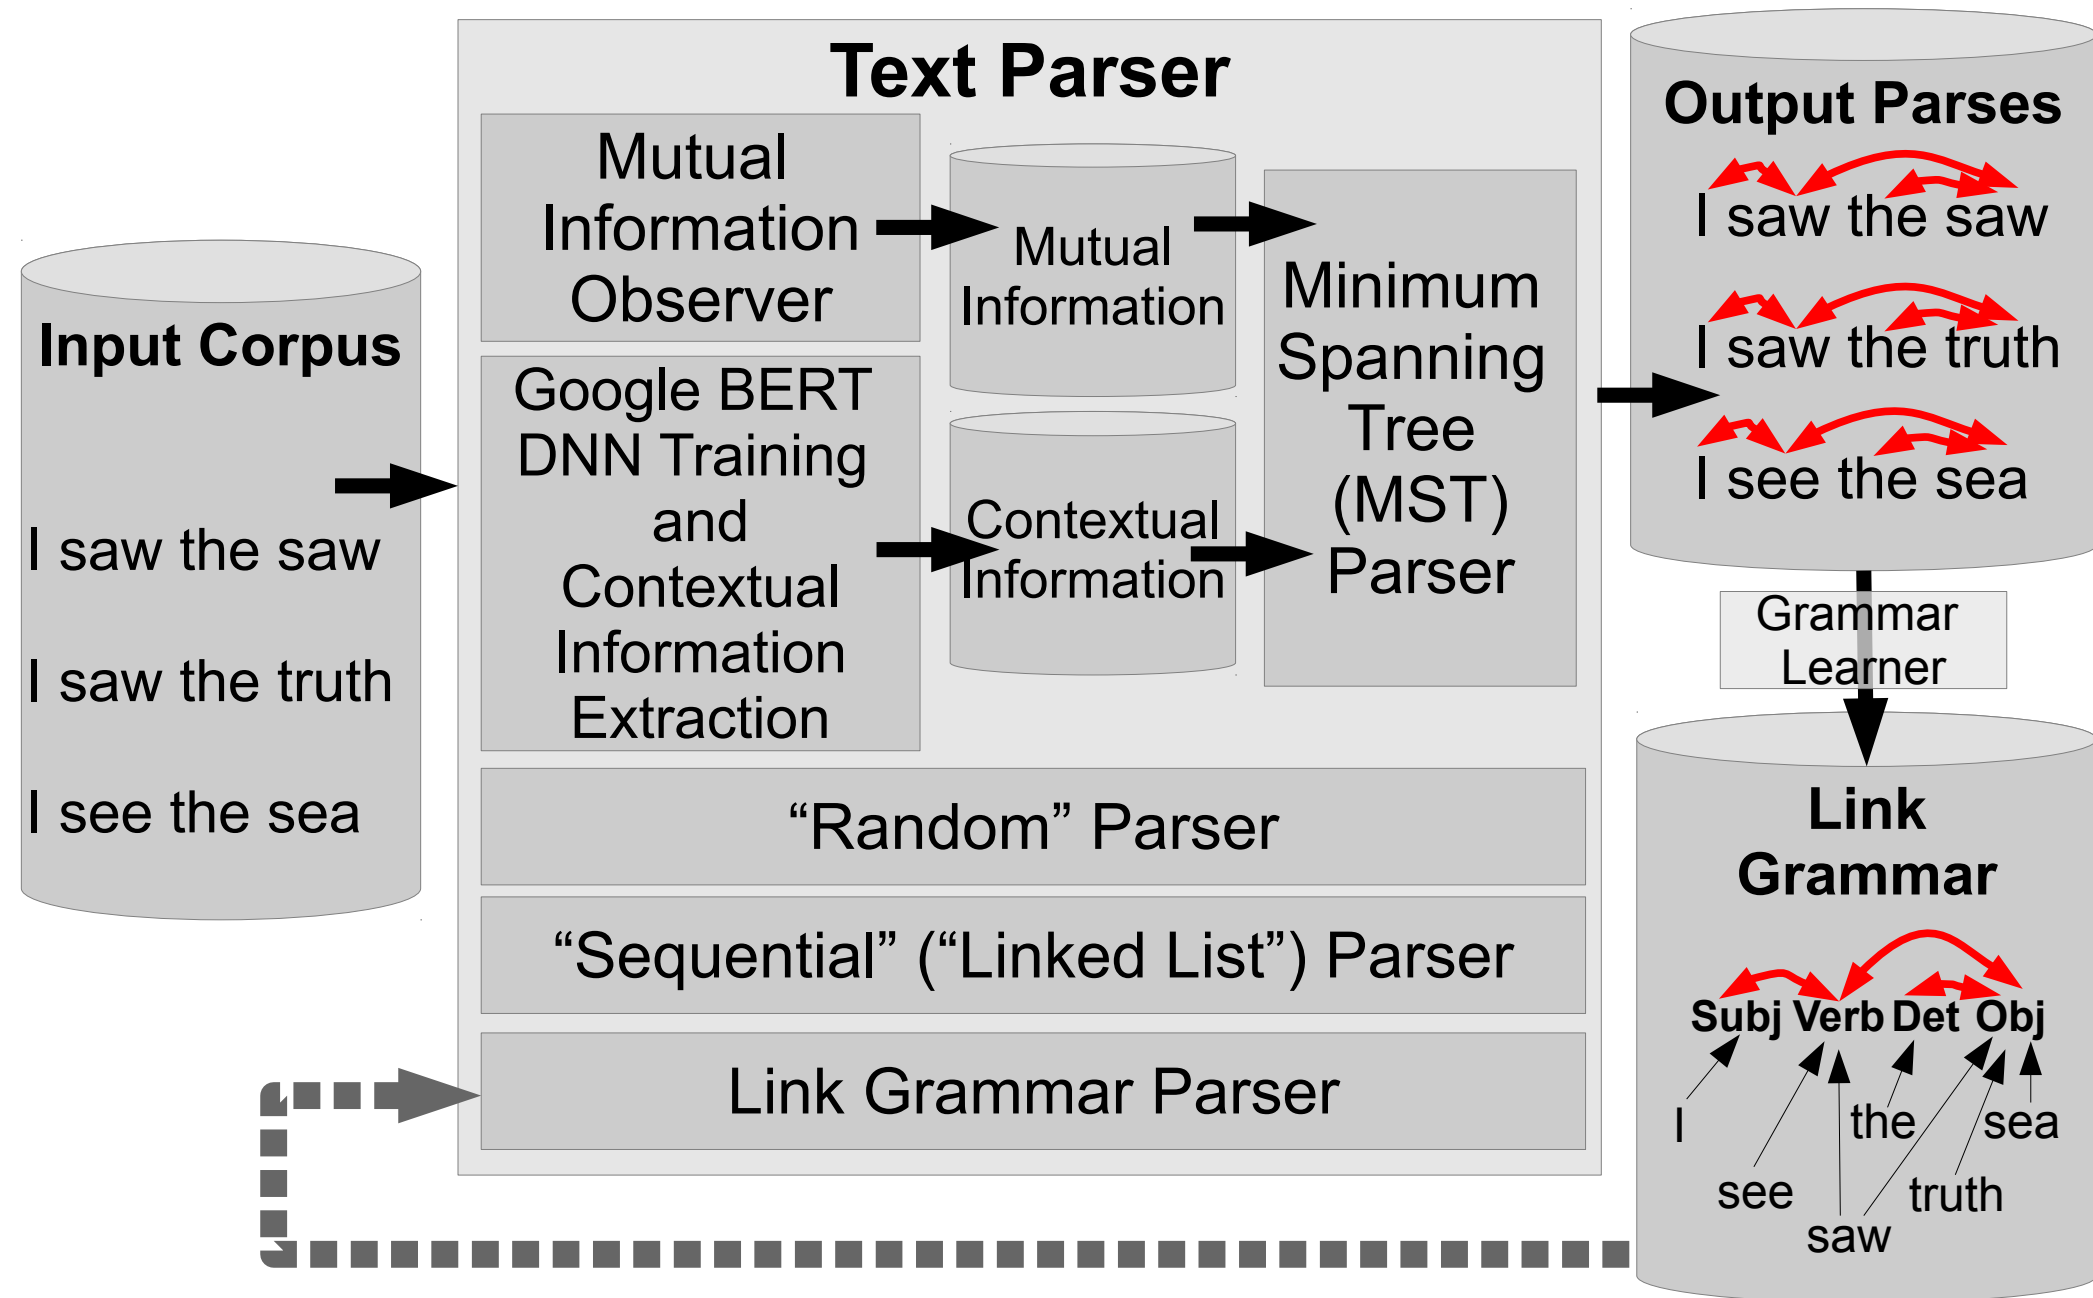 Input Corpus
I saw the saw
I saw the truth
I see the sea
Text Parser
Mutual
Information
Observer
Google BERT
DNN Training
and
Contextual
Information
Extraction
Mutual
Information
Contextual
Information
Minimum
Spanning
Tree
(MST)
Parser
“Random” Parser
“Sequential” (“Linked List”) Parser
Link Grammar Parser
Output Parses
I saw the saw
I saw the truth
I see the sea
Grammar
Learner
Link
Grammar
Subj Verb Det Obj
I the sea
see truth
saw